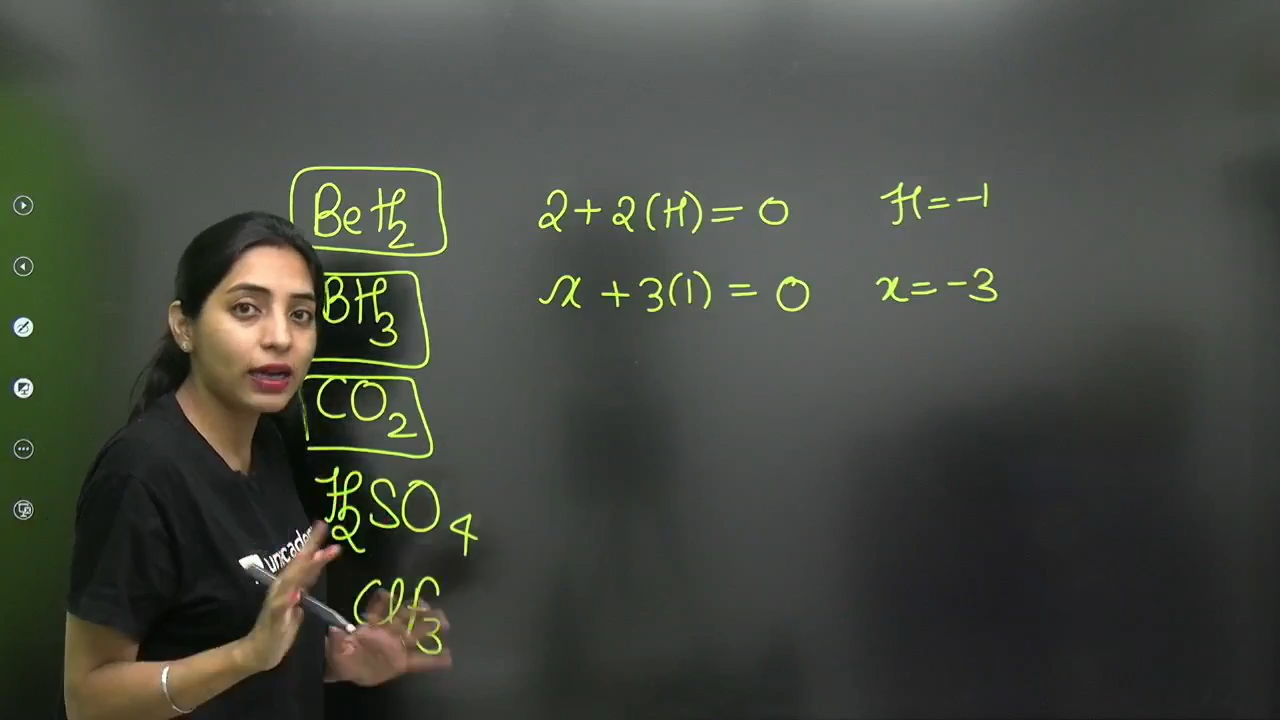 BeH₂ 2 + 2(H) = 0 H = -1
BH₃ x + 3(1) = 0 x = -3
CO₂
H₂SO₄
Clf₃